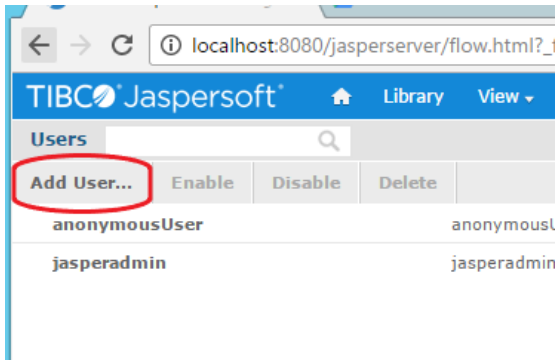 localhost:8080/jasperserver/flow.html?_
TIBCO Jaspersoft Library View
Users
Add User... Enable Disable Delete
anonymousUser anonymousU
jasperadmin jasperadmin